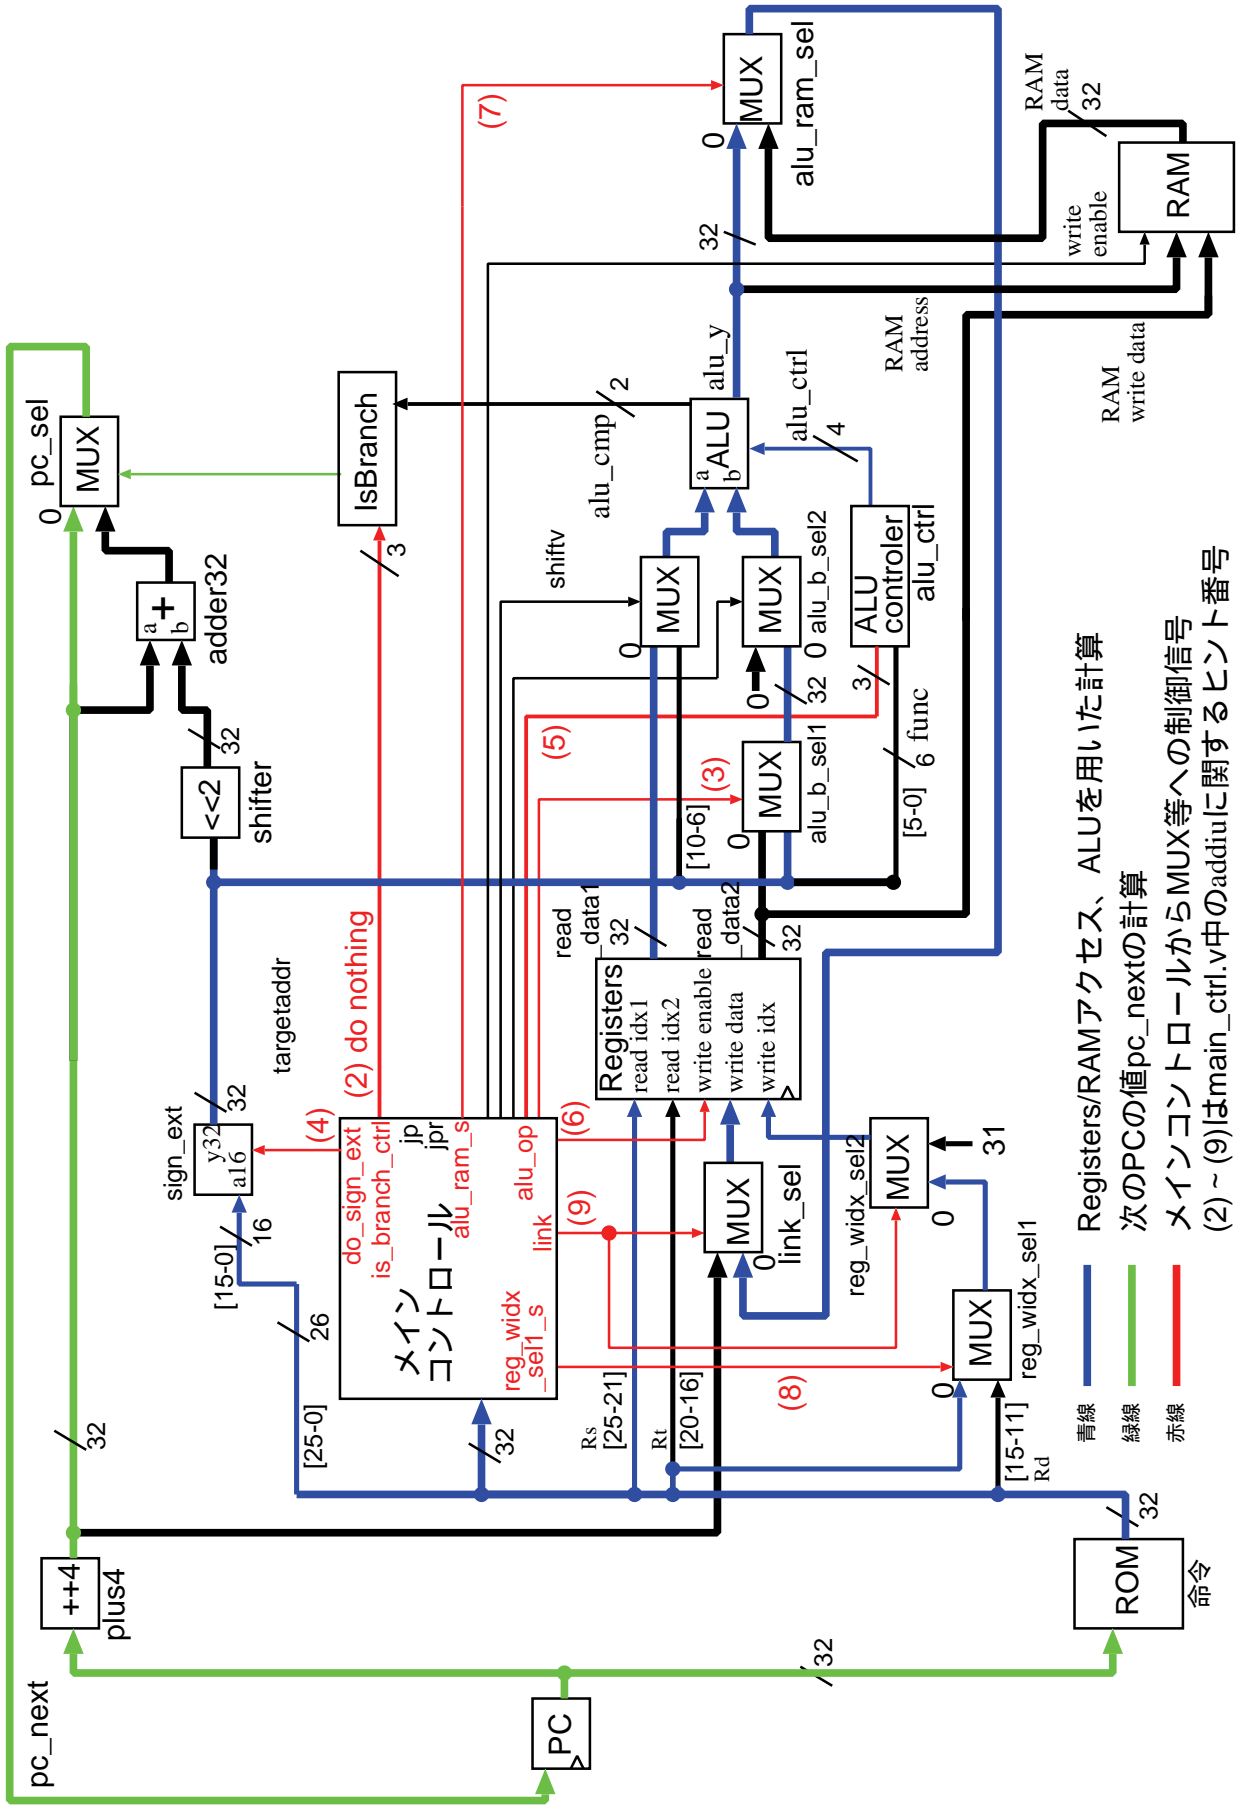 pc_next
PC
32
++4
plus4
32
ROM
命令
32
[25-0]
26
[15-0]
16
sign_ext
a16
y32
32
targetaddr
(4)
(2) do nothing
メイン
コントロール
do_sign_ext
is_branch_ctrl
jp
jpr
alu_ram_s
alu_op
link
reg_widx
_sel1_s
32
(6)
(9)
(8)
Rs
[25-21]
Rt
[20-16]
[15-11]
Rd
0
MUX
reg_widx_sel1
0
MUX
reg_widx_sel2
31
MUX
0
link_sel
Registers
read idx1
read idx2
write enable
write data
write idx
read
_data1
32
read
_data2
32
<<2
shifter
32
a
b
+
adder32
0
MUX
pc_sel
IsBranch
3
(5)
(3)
[10-6]
0
MUX
alu_b_sel1
32
0
MUX
shiftv
0
0
MUX
alu_b_sel2
3
6
func
[5-0]
ALU
controler
alu_ctrl
a
b
ALU
alu_cmp
2
alu_y
alu_ctrl
4
32
(7)
0
MUX
alu_ram_sel
RAM
address
RAM
write data
write
enable
RAM
RAM
data
32
青線
Registers/RAMアクセス、ALUを用いた計算
緑線
次のPCの値pc_nextの計算
赤線
メインコントロールからMUX等への制御信号
(2) ~ (9)はmain_ctrl.v中のaddiuに関するヒント番号